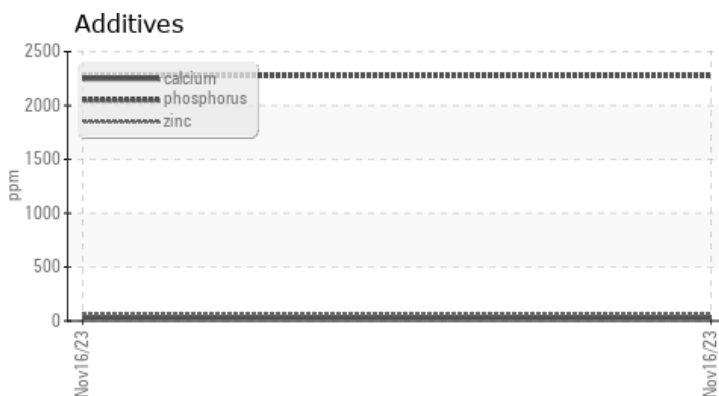 Additives
2500
2000
1500
1000
500
0
ppm
calcium
phosphorus
zinc
Nov16/23
Nov16/23